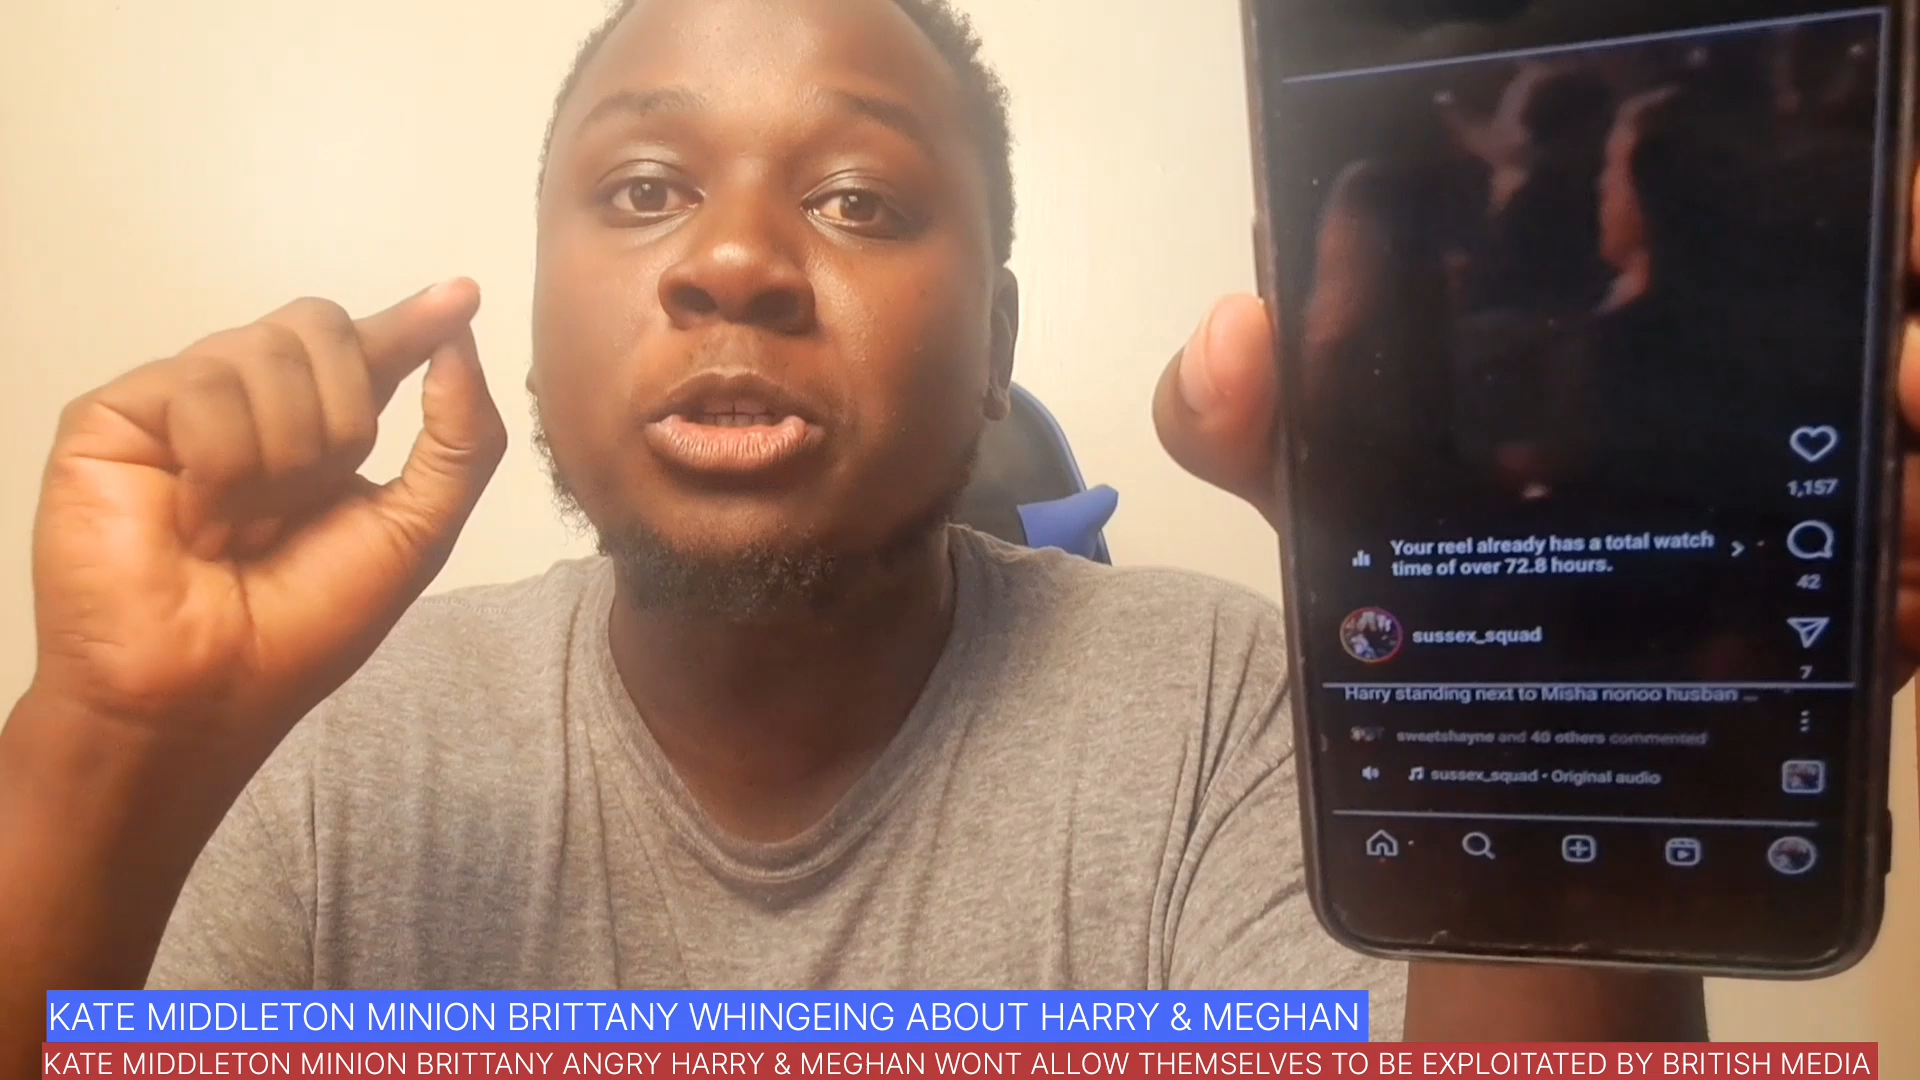 1,157
Your reel already has a total watch
time of over 72.8 hours.
42
sussex_squad
7
Harry standing next to Misha nonoo husban ...
sweetshayne and 40 others commented
sussex_squad • Original audio
KATE MIDDLETON MINION BRITTANY WHINGEING ABOUT HARRY & MEGHAN
KATE MIDDLETON MINION BRITTANY ANGRY HARRY & MEGHAN WONT ALLOW THEMSELVES TO BE EXPLOITATED BY BRITISH MEDIA